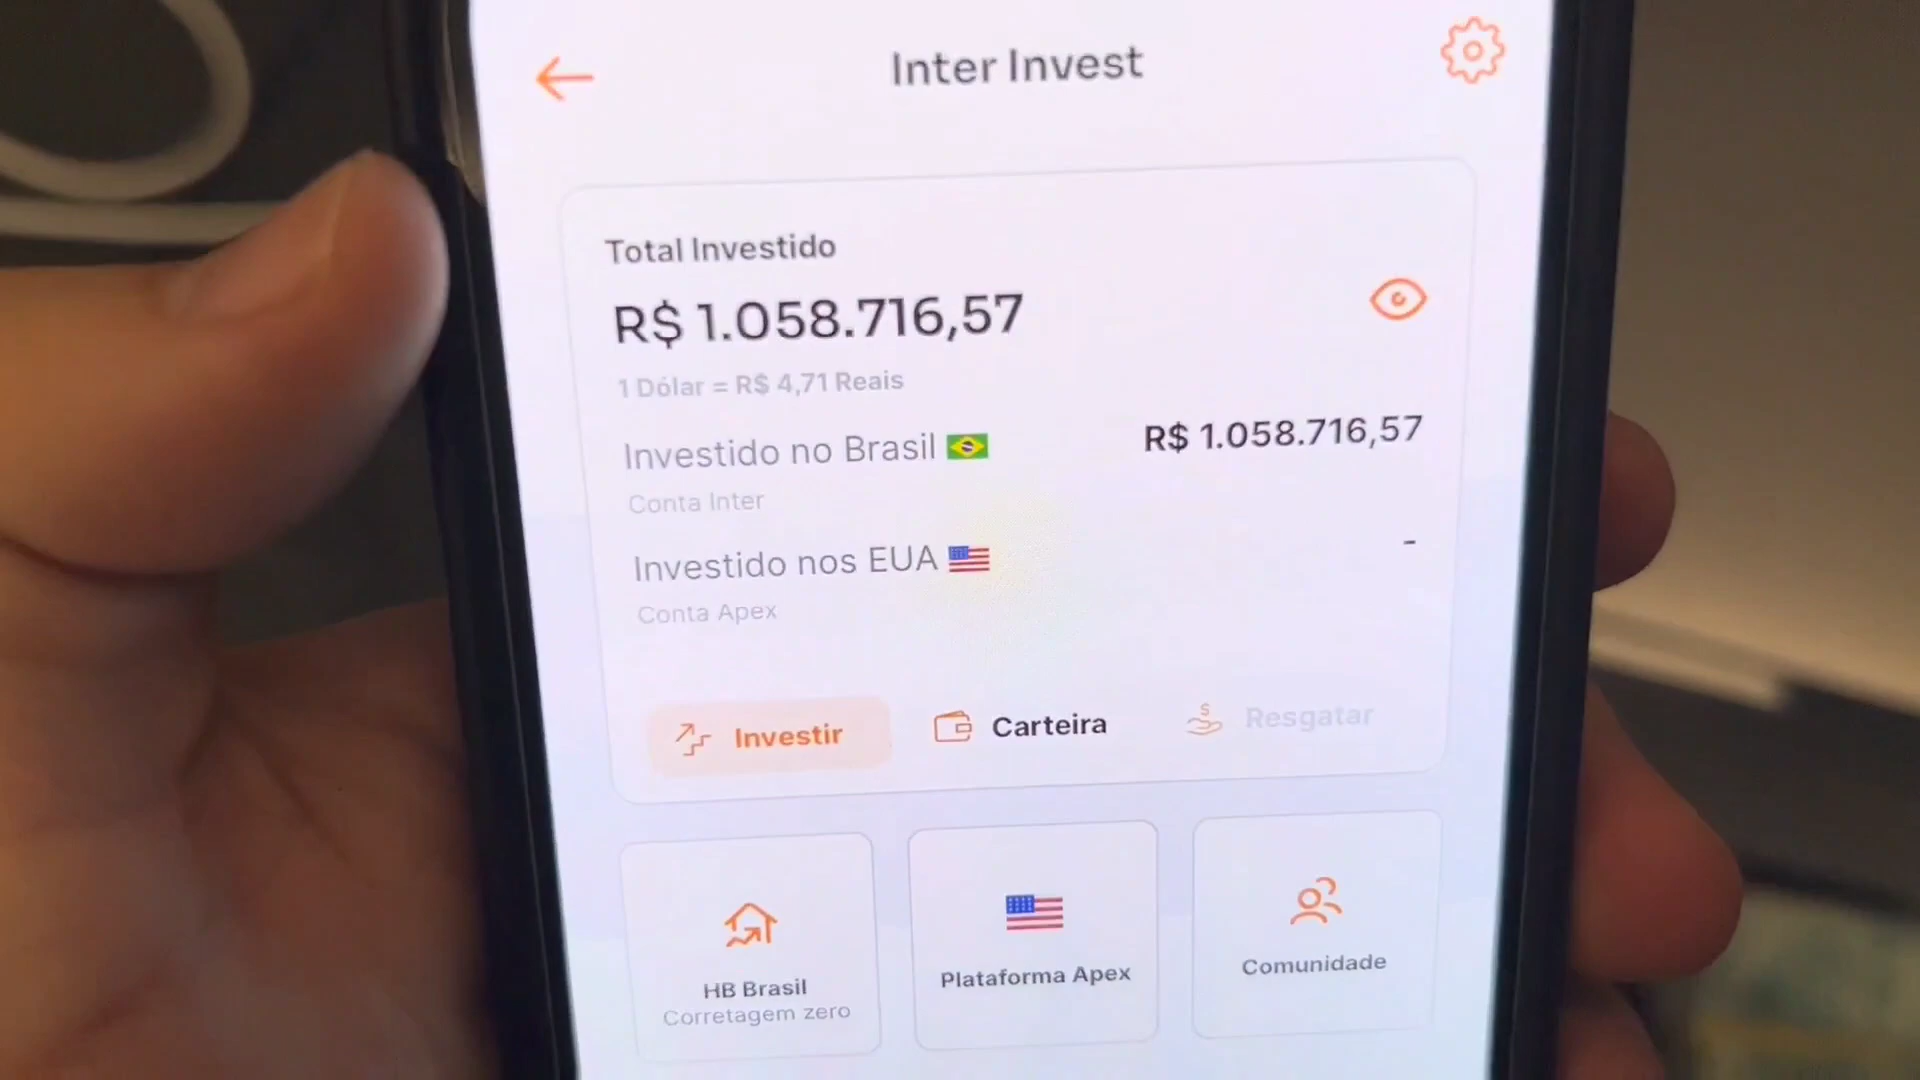 Inter Invest
Total Investido
R$ 1.058.716,57
1 Dólar = R$ 4,71 Reais
Investido no Brasil R$ 1.058.716,57
Conta Inter
Investido nos EUA -
Conta Apex
Investir Carteira Resgatar
HB Brasil
Corretagem zero
Plataforma Apex
Comunidade